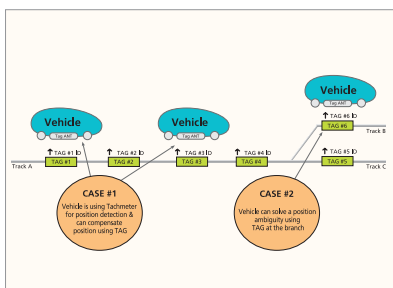 Vehicle
Tag ANT
↑ TAG #6 ID
TAG #6
Track B
Vehicle
Tag ANT
Vehicle
Tag ANT
↑ TAG #1 ID
↑ TAG #2 ID
↑ TAG #3 ID
↑ TAG #4 ID
↑ TAG #5 ID
TAG #1
TAG #2
TAG #3
TAG #4
TAG #5
Track A
Track C
CASE #1
Vehicle is using Tachmeter
for position detection &
can compensate
position using TAG
CASE #2
Vehicle can solve a position
ambiguity using
TAG at the branch